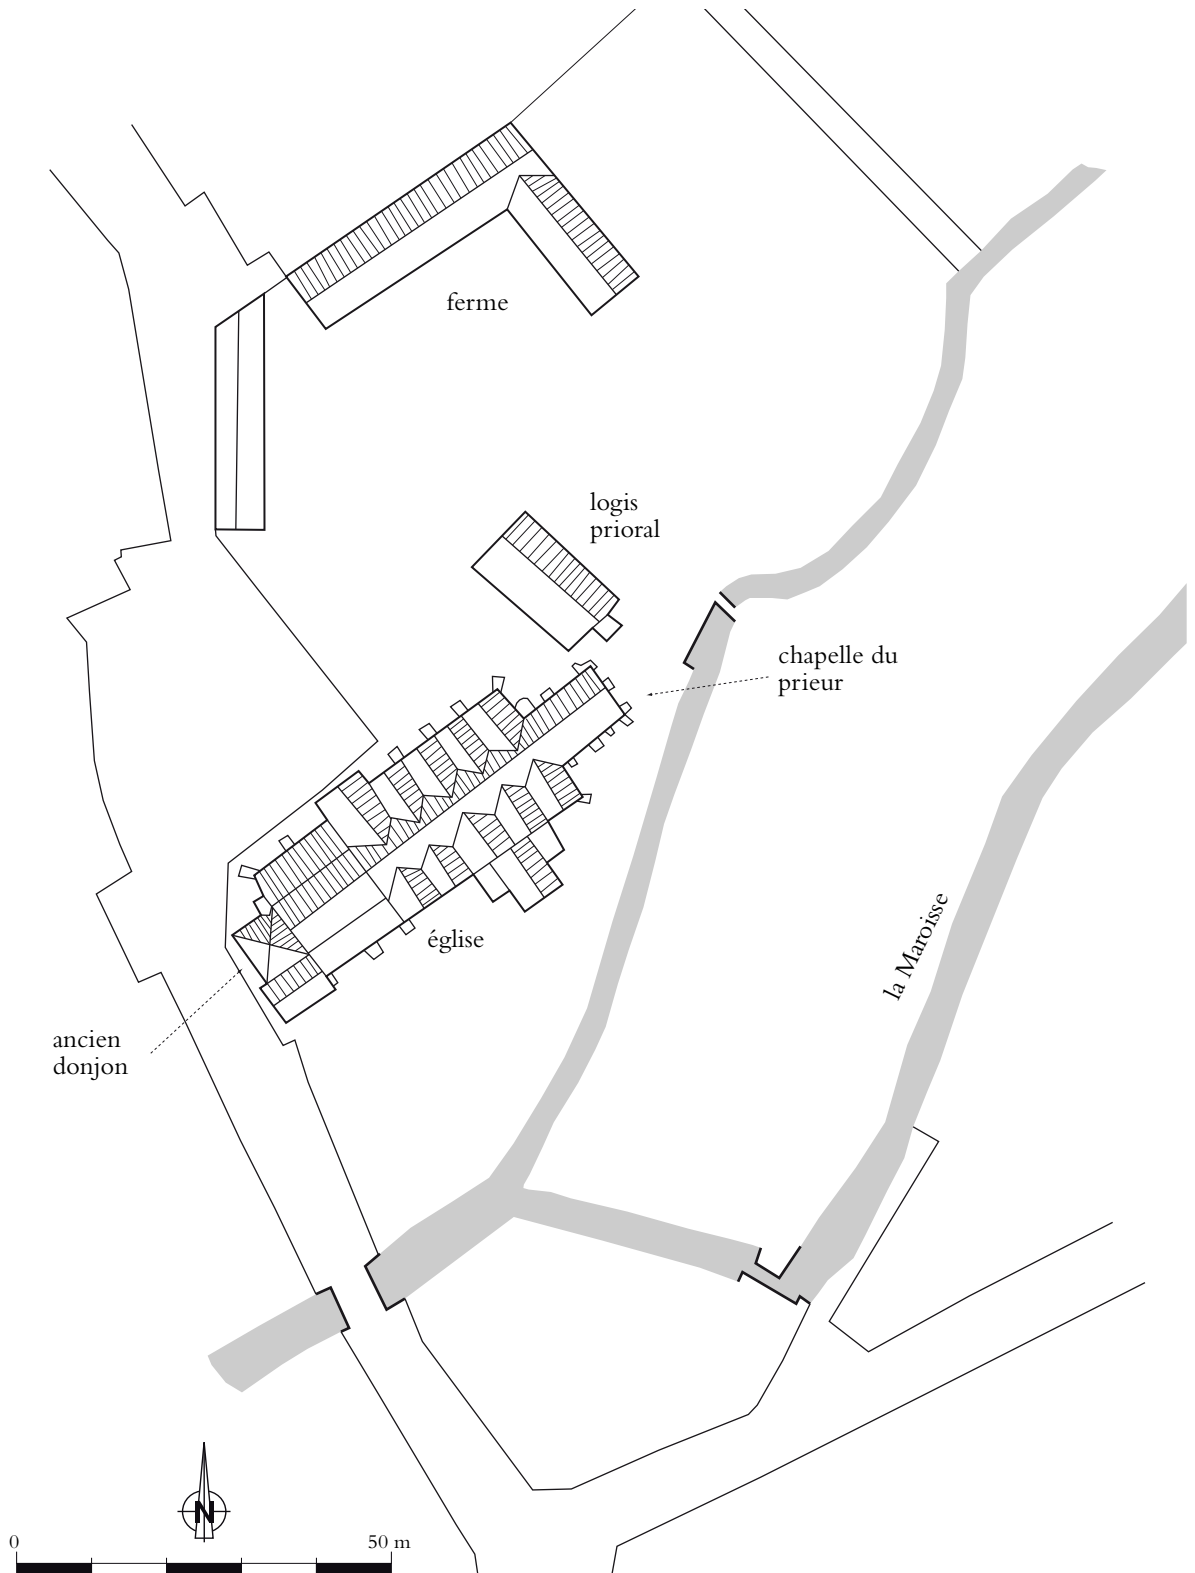 ferme
logis
prioral
chapelle du
prieur
église
la Maroisse
ancien
donjon
N
0
50 m